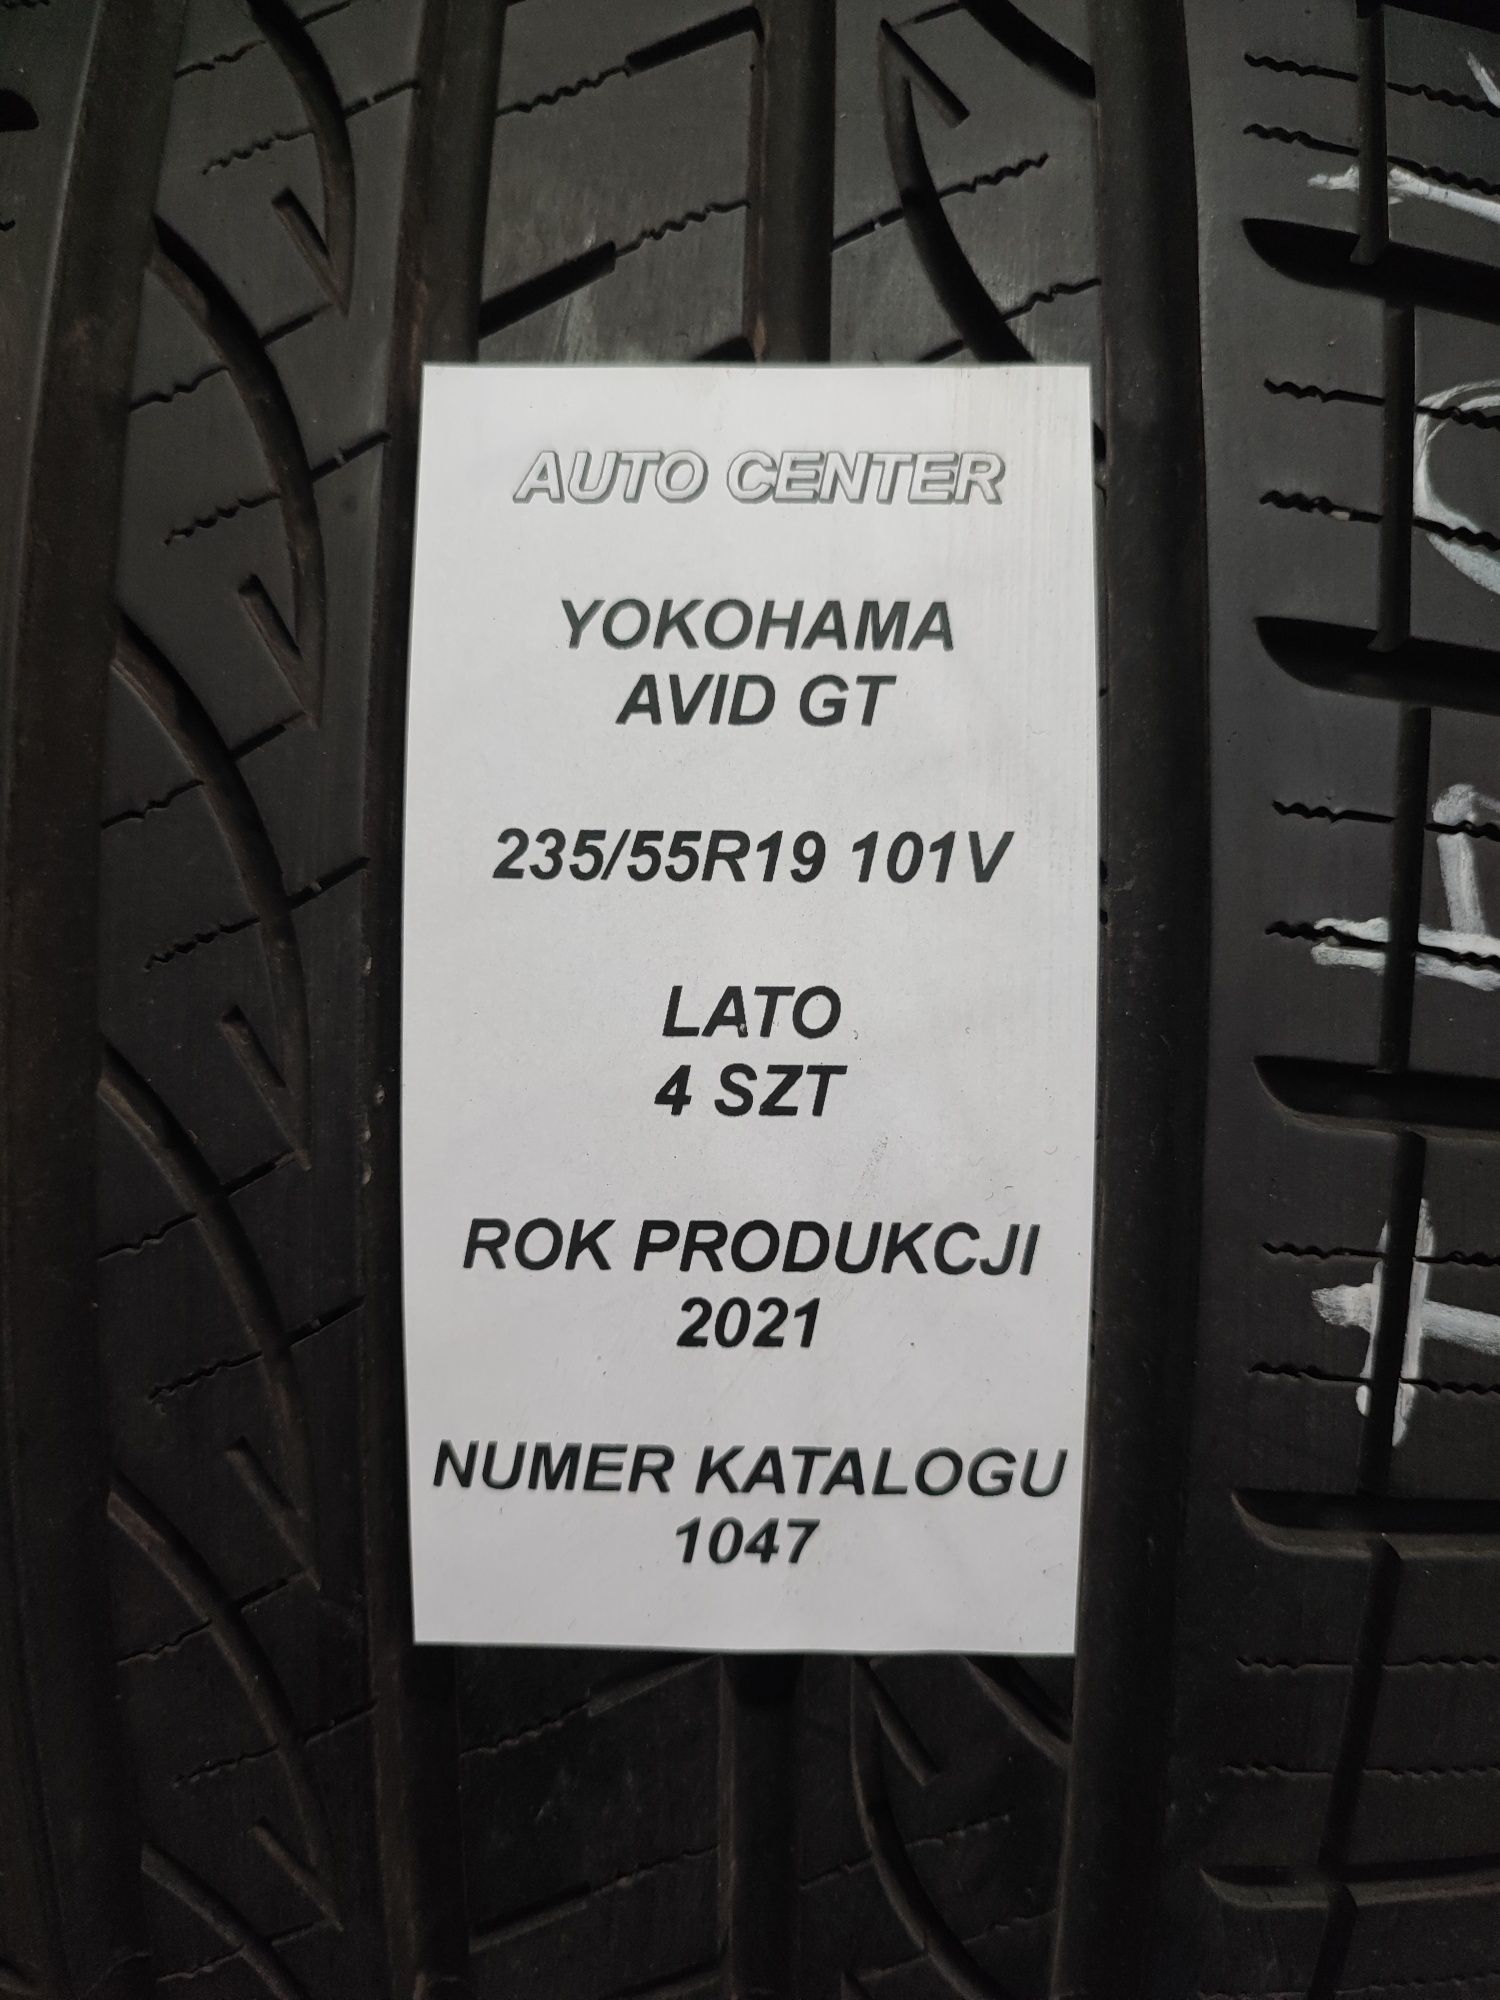 AUTO CENTER
YOKOHAMA
AVID GT
235/55R19 101V
LATO
4 SZT
ROK PRODUKCJI
2021
NUMER KATALOGU
1047